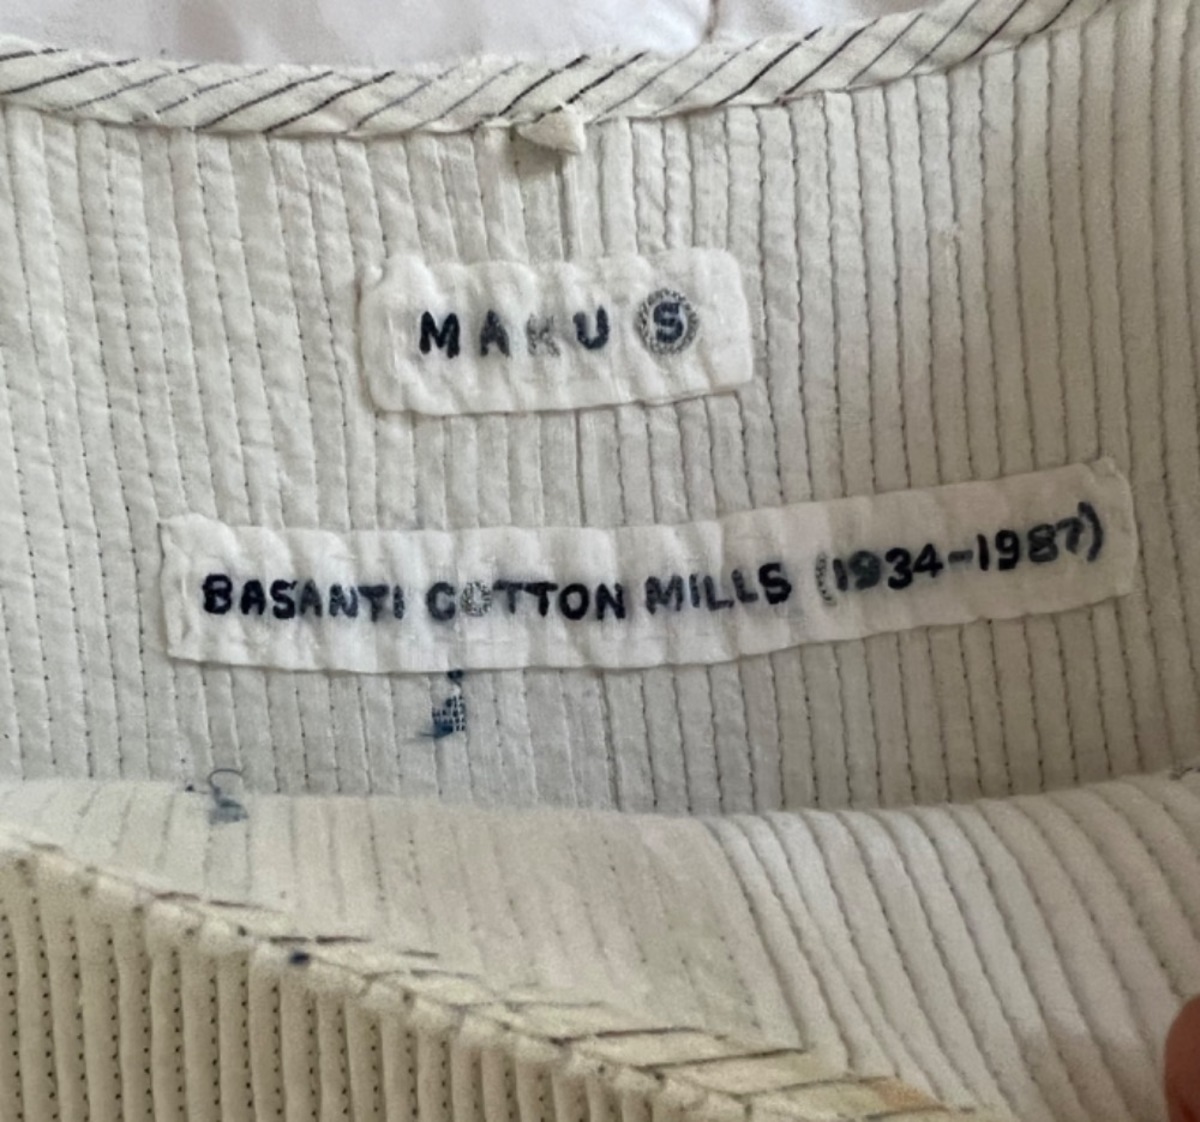 MAKU S
BASANTI COTTON MILLS (1934-1987)